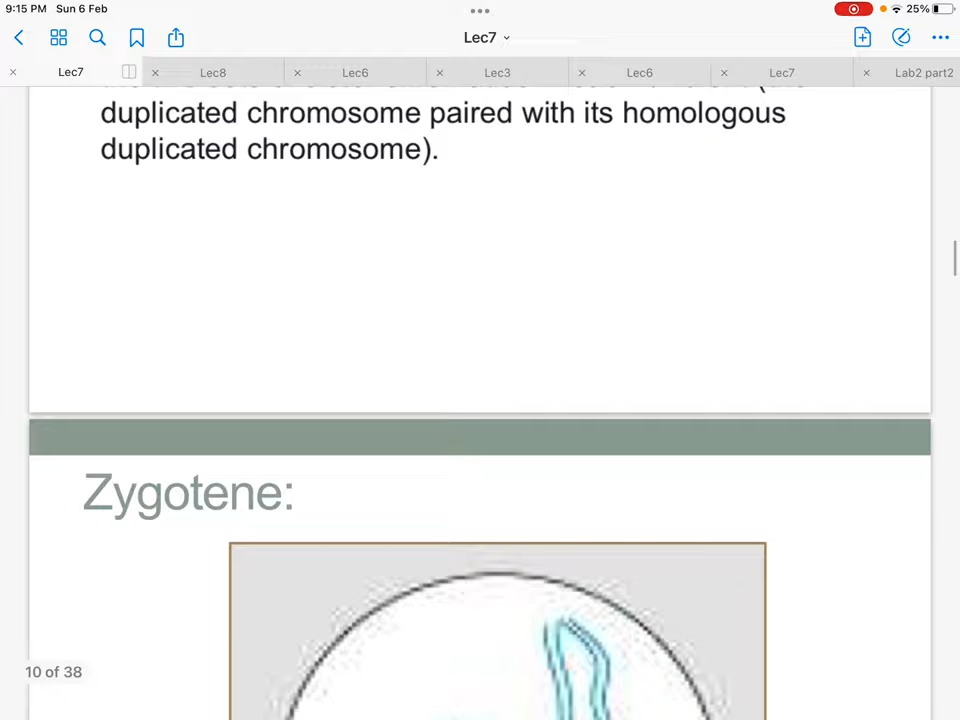 9:15 PM Sun 6 Feb
25%
Lec7
Lec7
Lec8
Lec6
Lec3
Lec6
Lec7
Lab2 part2
duplicated chromosome paired with its homologous
duplicated chromosome).
Zygotene:
10 of 38